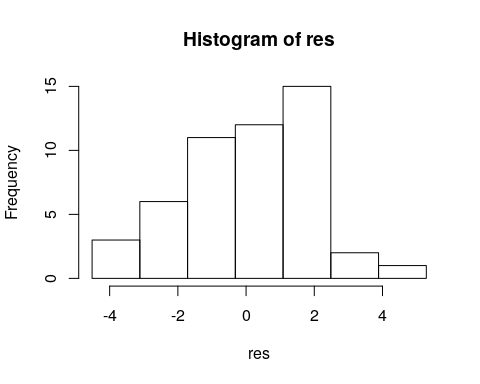 Histogram of res
15
10
5
0
Frequency
-4 -2 0 2 4
res